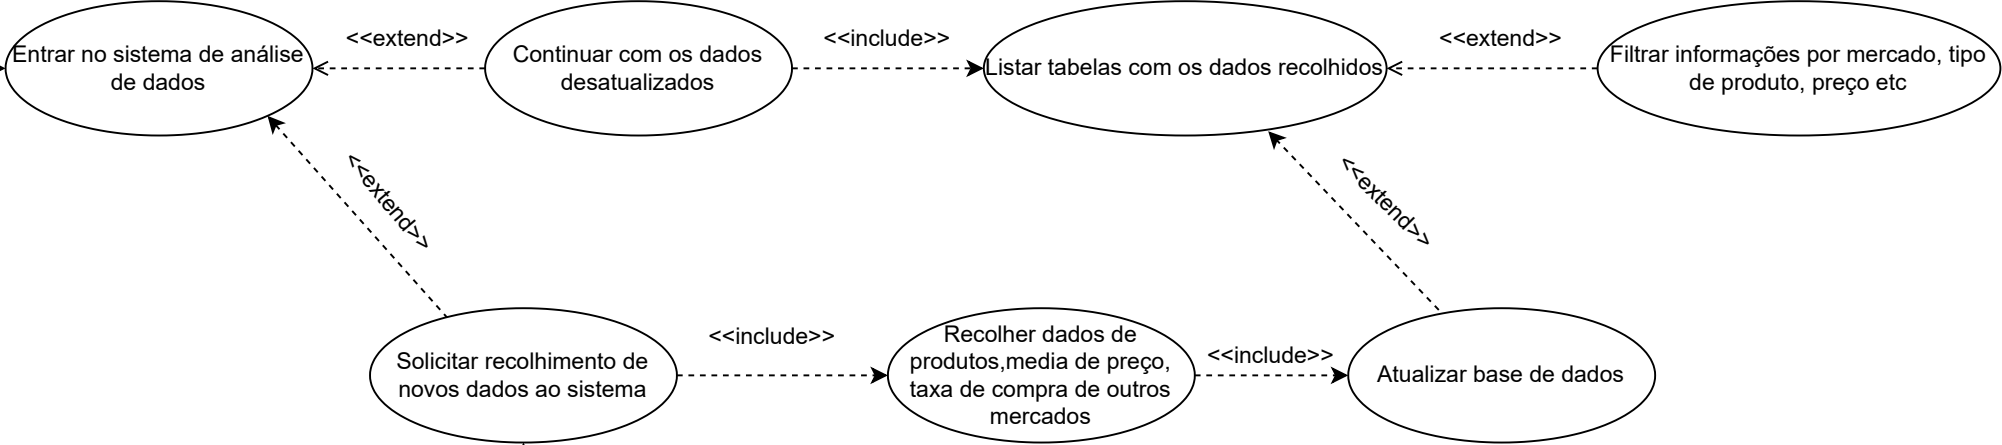 Entrar no sistema de análise
de dados
<<extend>>
Continuar com os dados
desatualizados
<<include>>
Listar tabelas com os dados recolhidos
<<extend>>
Filtrar informações por mercado, tipo
de produto, preço etc
<<extend>>
<<extend>>
Solicitar recolhimento de
novos dados ao sistema
<<include>>
Recolher dados de
produtos,media de preço,
taxa de compra de outros
mercados
<<include>>
Atualizar base de dados